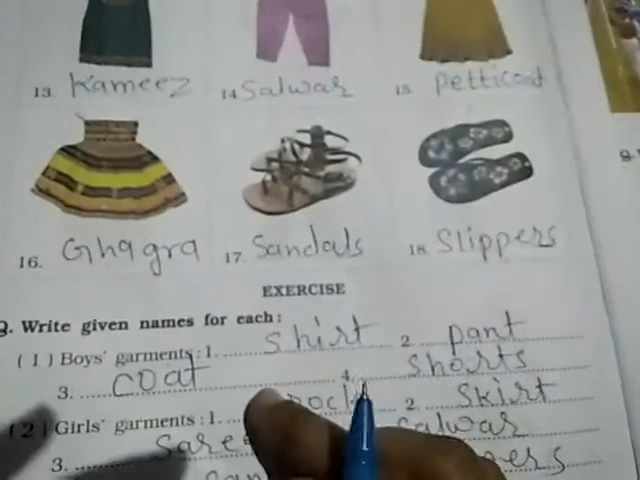 13. Kameez 14. Salwar 15. Petticoat
16. Ghagra 17. Sandals 18. Slippers
EXERCISE
Q. Write given names for each:
( 1 ) Boys' garments: 1. shirt 2. pant
3. coat 4. shorts
(2) Girls' garments: 1. 2. Skirt
3. Salwar